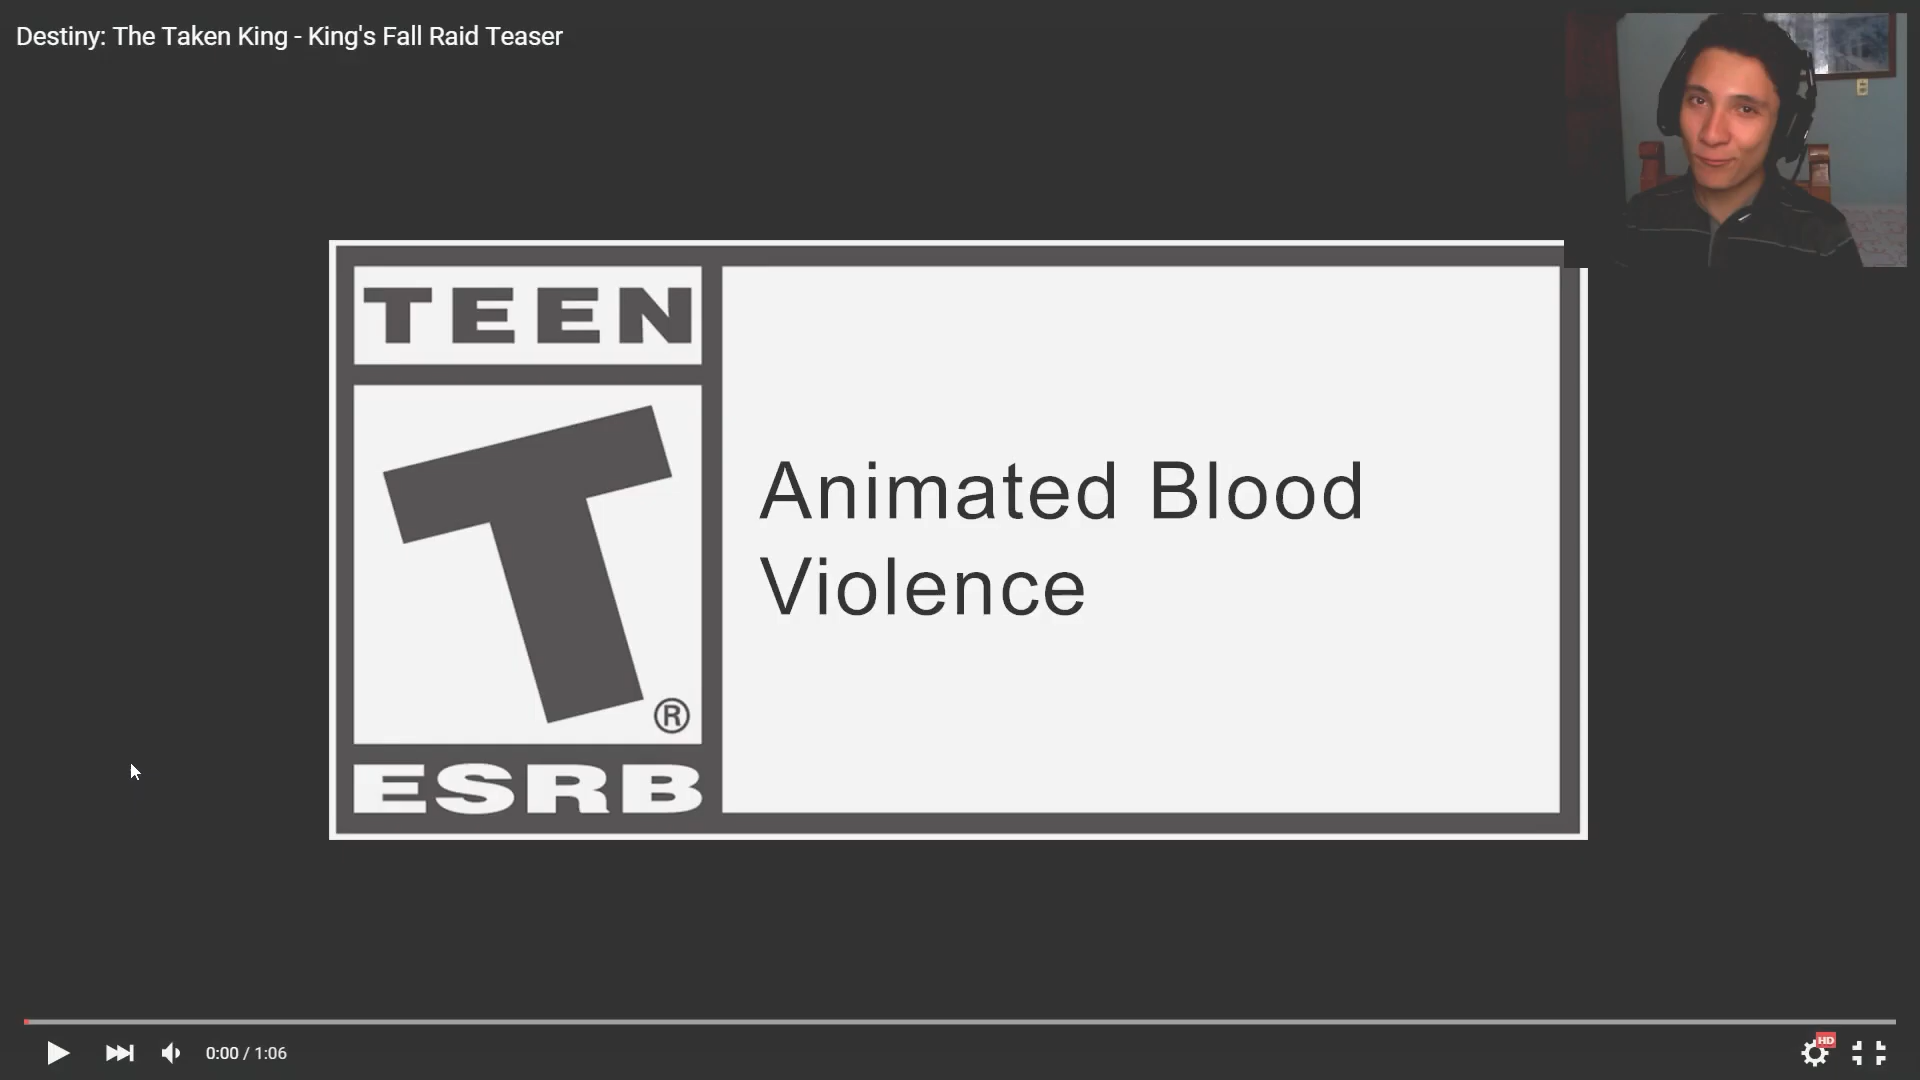 Destiny: The Taken King - King's Fall Raid Teaser
TEEN
T
®
ESRB
Animated Blood
Violence
0:00 / 1:06
HD